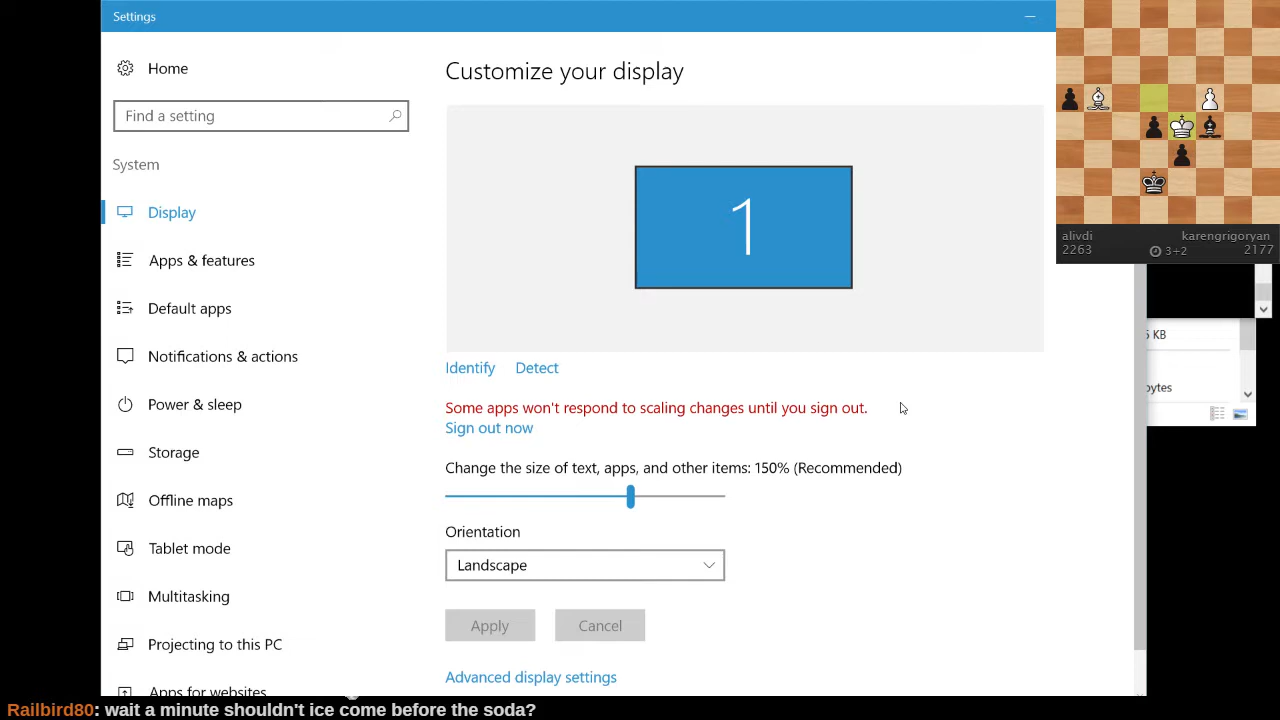 Settings
Home
Find a setting
System
Display
Apps & features
Default apps
Notifications & actions
Power & sleep
Storage
Offline maps
Tablet mode
Multitasking
Projecting to this PC
Apps for websites
Customize your display
1
Identify Detect
Some apps won't respond to scaling changes until you sign out.
Sign out now
Change the size of text, apps, and other items: 150% (Recommended)
Orientation
Landscape
Apply Cancel
Advanced display settings
alivdi karengrigoryan
2263 3+2 2177
KB
bytes
Railbird80: wait a minute shouldn't ice come before the soda?